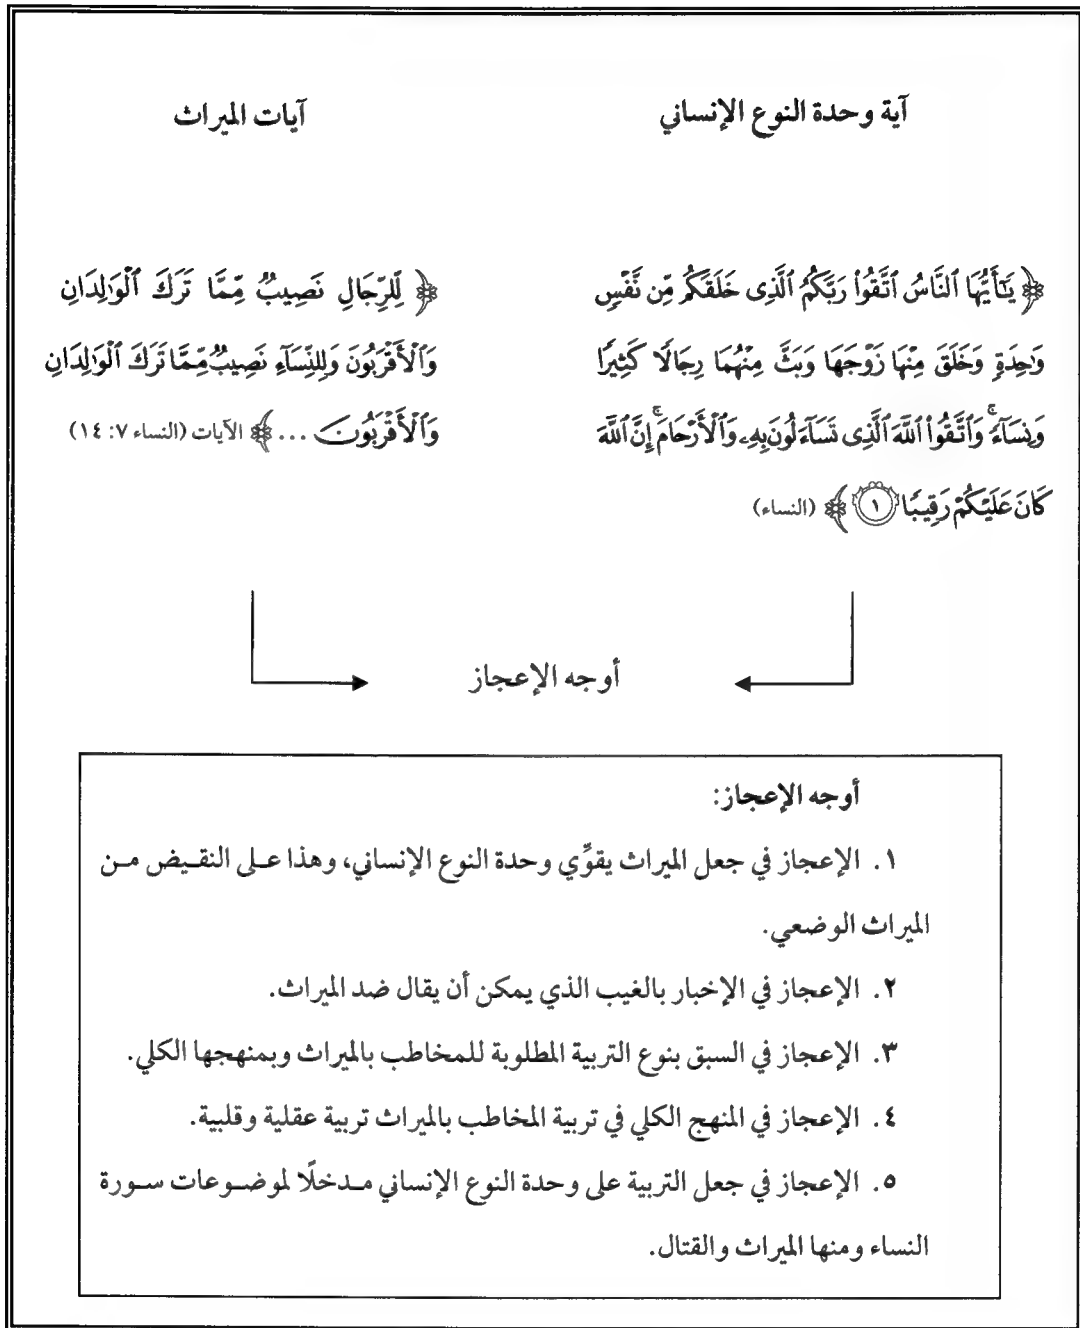 آية وحدة النوع الإنساني
﴿ يَٰٓأَيُّهَا ٱلنَّاسُ ٱتَّقُوا۟ رَبَّكُمُ ٱلَّذِى خَلَقَكُم مِّن نَّفْسٍ
وَٰحِدَةٍ وَخَلَقَ مِنْهَا زَوْجَهَا وَبَثَّ مِنْهُمَا رِجَالًا كَثِيرًا
وَنِسَآءً ۚ وَٱتَّقُوا۟ ٱللَّهَ ٱلَّذِى تَسَآءَلُونَ بِهِۦ وَٱلْأَرْحَامَ ۚ إِنَّ ٱللَّهَ
كَانَ عَلَيْكُمْ رَقِيبًا ١ ﴾ (النساء)
آيات الميراث
﴿ لِّلرِّجَالِ نَصِيبٌ مِّمَّا تَرَكَ ٱلْوَٰلِدَانِ
وَٱلْأَقْرَبُونَ وَلِلنِّسَآءِ نَصِيبٌ مِّمَّا تَرَكَ ٱلْوَٰلِدَانِ
وَٱلْأَقْرَبُونَ ... ﴾ الآيات (النساء ٧: ١٤)
أوجه الإعجاز
أوجه الإعجاز:
١. الإعجاز في جعل الميراث يقوِّي وحدة النوع الإنساني، وهذا على النقيض من
الميراث الوضعي.
٢. الإعجاز في الإخبار بالغيب الذي يمكن أن يقال ضد الميراث.
٣. الإعجاز في السبق بنوع التربية المطلوبة للمخاطب بالميراث وبمنهجها الكلي.
٤. الإعجاز في المنهج الكلي في تربية المخاطب بالميراث تربية عقلية وقلبية.
٥. الإعجاز في جعل التربية على وحدة النوع الإنساني مدخلًا لموضوعات سورة
النساء ومنها الميراث والقتال.